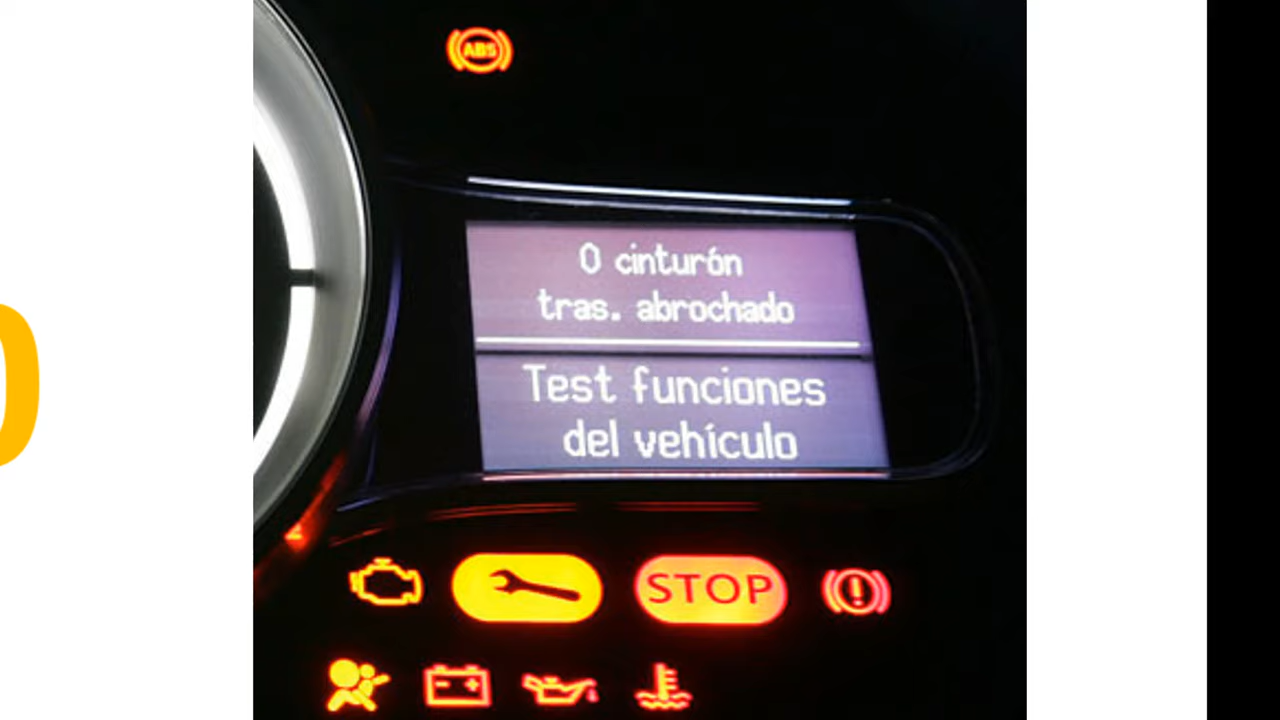 ABS
0 cinturón
tras. abrochado
Test funciones
del vehículo
STOP